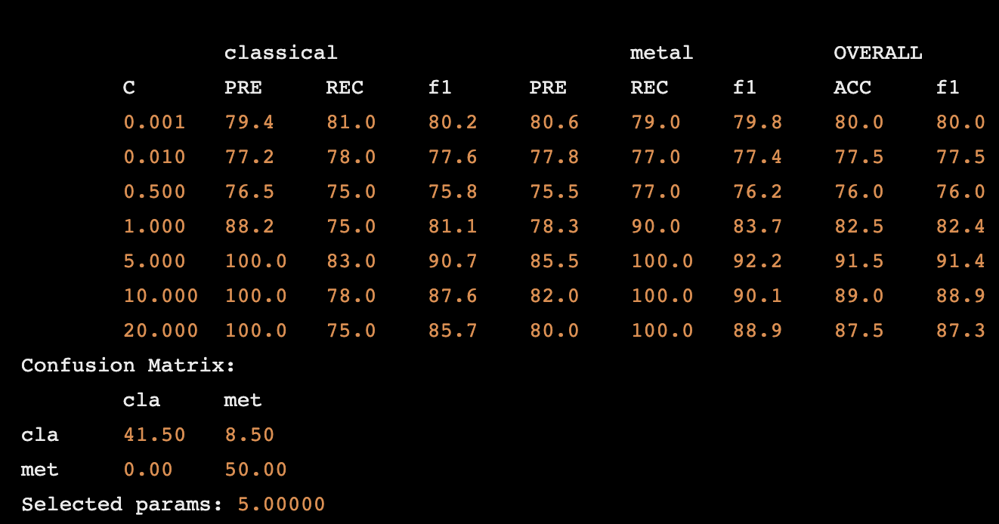 classical metal OVERALL
C PRE REC f1 PRE REC f1 ACC f1
0.001 79.4 81.0 80.2 80.6 79.0 79.8 80.0 80.0
0.010 77.2 78.0 77.6 77.8 77.0 77.4 77.5 77.5
0.500 76.5 75.0 75.8 75.5 77.0 76.2 76.0 76.0
1.000 88.2 75.0 81.1 78.3 90.0 83.7 82.5 82.4
5.000 100.0 83.0 90.7 85.5 100.0 92.2 91.5 91.4
10.000 100.0 78.0 87.6 82.0 100.0 90.1 89.0 88.9
20.000 100.0 75.0 85.7 80.0 100.0 88.9 87.5 87.3
Confusion Matrix:
cla met
cla 41.50 8.50
met 0.00 50.00
Selected params: 5.00000